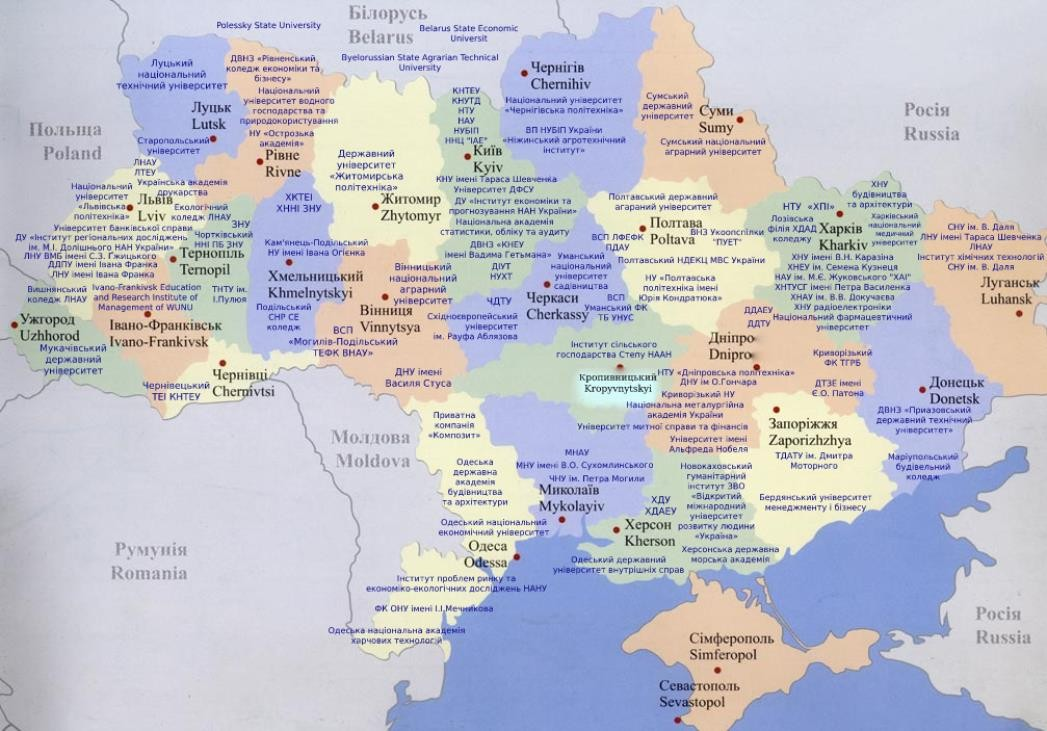 Білорусь
Belarus
Polessky State University
Belarus State Economic
Universit
Byelorussian State Agrarian Technical
University
Польща
Poland
Росія
Russia
Луцький
національний
технічний університет
Луцьк
Lutsk
Старопольський
університет
ДВНЗ «Рівненський
коледж економіки та
бізнесу»
Національний
університет водного
господарства та
природокористування
НУ «Острозька
академія»
Рівне
Rivne
Державний
університет
«Житомирська
політехніка»
Житомир
Zhytomyr
КНТЕУ
КНУТД
НТУ
НАУ
НУБІП
ННЦ "ІАЕ"
Київ
Kyiv
КНУ імені Тараса Шевченка
Університет ДФСУ
ДУ «Інститут економіки та
прогнозування НАН України»
Національна академія
статистики, обліку та аудиту
ДВНЗ «КНЕУ
імені Вадима Гетьмана»
ДІУТ
НУХТ
Чернігів
Chernihiv
Національний університет
«Чернігівська політехніка»
ВП НУБІП України
«Ніжинський агротехнічний
інститут»
Сумський
державний
університет
Суми
Sumy
Сумський національний
аграрний університет
ЛНАУ
ЛТЕУ
Українська академія
друкарства
Національний
університет
«Львівська
політехніка»
Львів
Lviv
Екологічний
коледж ЛНАУ
Університет банківської справи
ДУ «Інститут регіональних досліджень
ім. М.І. Долішнього НАН України»
ЛНУ ВМБ імені С.З. Гжицького
ДДПУ імені Івана Франка
ЛНУ імені Івана Франка
Вишнянський
коледж ЛНАУ
ЗНУ
Чортківський
ННІ ПБ ЗНУ
Тернопіль
Ternopil
ТНТУ ім.
І.Пулюя
ХКТЕІ
ХННІ ЗНУ
Кам'янець-Подільський
НУ імені Івана Огієнка
Хмельницький
Khmelnytskyi
Подільський
СНР СЕ
коледж
Вінницький
національний
аграрний
університет
Вінниця
Vinnytsya
ВСП
«Могилів-Подільський
ТЕФК ВНАУ»
ДНУ імені
Василя Стуса
Ivano-Frankivsk Education
and Research Institute of
Management of WUNU
Івано-Франківськ
Ivano-Frankivsk
Ужгород
Uzhhorod
Мукачівський
державний
університет
Чернівці
Chernivtsi
Чернівецький
ТЕІ КНТЕУ
Уманський
національний
університет
садівництва
Черкаси
Cherkassy
ЧДТУ
Східноєвропейський
університет
ім. Рауфа Аблязова
ВСП
Уманський ФК
ТБ УНУС
Полтавський державний
агараний університет
Полтава
Poltava
ВСП ЛФЕФК
ПДАУ
ВНЗ Укоопспілки
"ПУЕТ"
Полтавський НДЕКЦ МВС України
НУ «Полтавська
політехніка імені
Юрія Кондратюка»
ХНУ
будівництва
та архітектури
НТУ «ХПІ»
Лозівська
філія ХДАД
коледжу
Харків
Kharkiv
Харківський
національний
медичний
університет
ХНУ імені В.Н. Каразіна
ХНЕУ ім. Семена Кузнеця
НАУ ім. М.Є. Жуковського "ХАІ"
ХНТУСГ імені Петра Василенка
ХНАУ ім. В.В. Докучаєва
ХНУ радіоелектроніки
Національний фармацевтичний
університет
СНУ ім. В. Даля
ЛНУ імені Тараса Шевченка
ЛНАУ
Інститут хімічних технологій
СНУ ім. В. Даля
Луганськ
Luhansk
Інститут сільського
господарства Степу НААН
Кропивницький
Kropyvnytskyi
ДДАЕУ
ДДТУ
Дніпро
Dnipro
НТУ «Дніпровська політехніка»
ДНУ ім О.Гончара
Криворізький НУ
Національна металургійна
академія України
Університет митної справи та фінансів
Університет імені
Альфреда Нобеля
Криворізький
ФК ТГРБ
ДТЗЕ імені
Є.О. Патона
Донецьк
Donetsk
ДВНЗ «Приазовський
державний технічний
університет»
Маріупольський
будівельний
коледж
Запоріжжя
Zaporizhzhya
ТДАТУ ім. Дмитра
Моторного
Бердянський університет
менеджменту і бізнесу
Молдова
Moldova
Приватна
компанія
«Композит»
Одеська
державна
академія
будівництва
та архітектури
Одеський національний
економічний університет
Одеса
Odessa
Інститут проблем ринку та
економіко-екологічних досліджень НАНУ
ФК ОНУ імені І.І.Мечникова
Одеська національна академія
харчових технологій
МНАУ
МНУ імені В.О. Сухомлинського
ЧНУ ім. Петра Могили
Миколаїв
Mykolayiv
ХДУ
ХДАЕУ
Херсон
Kherson
Новокаховський
гуманітарний
інститут ЗВО
«Відкритий
міжнародний
університет
розвитку людини
«Україна»
Херсонська державна
морська академія
Одеський державний
університет внутрішніх справ
Румунія
Romania
Росія
Russia
Сімферополь
Simferopol
Севастополь
Sevastopol